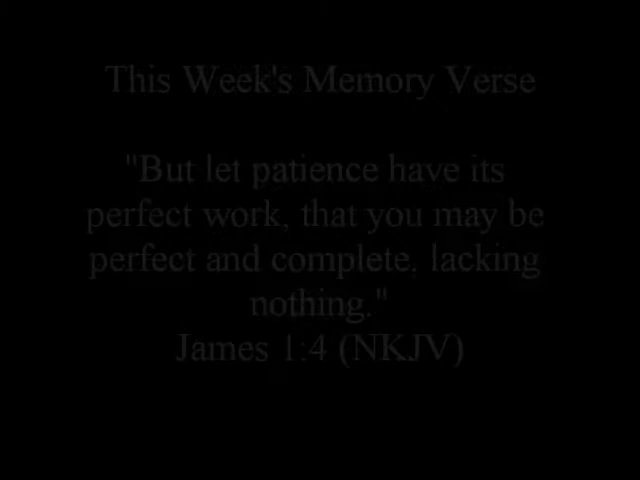 This Week's Memory Verse
"But let patience have its
perfect work, that you may be
perfect and complete, lacking
nothing."
James 1:4 (NKJV)